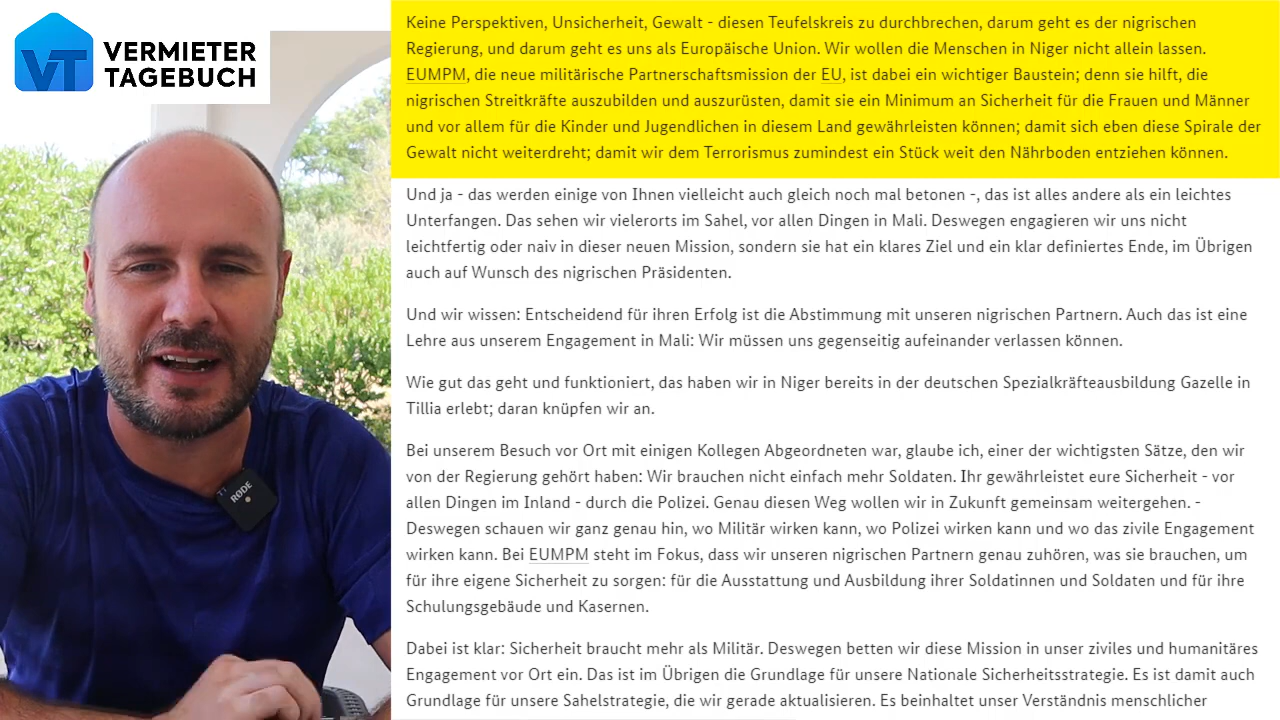 VT
VERMIETER
TAGEBUCH
RØDE
Keine Perspektiven, Unsicherheit, Gewalt - diesen Teufelskreis zu durchbrechen, darum geht es der nigrischen
Regierung, und darum geht es uns als Europäische Union. Wir wollen die Menschen in Niger nicht allein lassen.
EUMPM, die neue militärische Partnerschaftsmission der EU, ist dabei ein wichtiger Baustein; denn sie hilft, die
nigrischen Streitkräfte auszubilden und auszurüsten, damit sie ein Minimum an Sicherheit für die Frauen und Männer
und vor allem für die Kinder und Jugendlichen in diesem Land gewährleisten können; damit sich eben diese Spirale der
Gewalt nicht weiterdreht; damit wir dem Terrorismus zumindest ein Stück weit den Nährboden entziehen können.
Und ja - das werden einige von Ihnen vielleicht auch gleich noch mal betonen -, das ist alles andere als ein leichtes
Unterfangen. Das sehen wir vielerorts im Sahel, vor allen Dingen in Mali. Deswegen engagieren wir uns nicht
leichtfertig oder naiv in dieser neuen Mission, sondern sie hat ein klares Ziel und ein klar definiertes Ende, im Übrigen
auch auf Wunsch des nigrischen Präsidenten.
Und wir wissen: Entscheidend für ihren Erfolg ist die Abstimmung mit unseren nigrischen Partnern. Auch das ist eine
Lehre aus unserem Engagement in Mali: Wir müssen uns gegenseitig aufeinander verlassen können.
Wie gut das geht und funktioniert, das haben wir in Niger bereits in der deutschen Spezialkräfteausbildung Gazelle in
Tillia erlebt; daran knüpfen wir an.
Bei unserem Besuch vor Ort mit einigen Kollegen Abgeordneten war, glaube ich, einer der wichtigsten Sätze, den wir
von der Regierung gehört haben: Wir brauchen nicht einfach mehr Soldaten. Ihr gewährleistet eure Sicherheit - vor
allen Dingen im Inland - durch die Polizei. Genau diesen Weg wollen wir in Zukunft gemeinsam weitergehen. -
Deswegen schauen wir ganz genau hin, wo Militär wirken kann, wo Polizei wirken kann und wo das zivile Engagement
wirken kann. Bei EUMPM steht im Fokus, dass wir unseren nigrischen Partnern genau zuhören, was sie brauchen, um
für ihre eigene Sicherheit zu sorgen: für die Ausstattung und Ausbildung ihrer Soldatinnen und Soldaten und für ihre
Schulungsgebäude und Kasernen.
Dabei ist klar: Sicherheit braucht mehr als Militär. Deswegen betten wir diese Mission in unser ziviles und humanitäres
Engagement vor Ort ein. Das ist im Übrigen die Grundlage für unsere Nationale Sicherheitsstrategie. Es ist damit auch
Grundlage für unsere Sahelstrategie, die wir gerade aktualisieren. Es beinhaltet unser Verständnis menschlicher